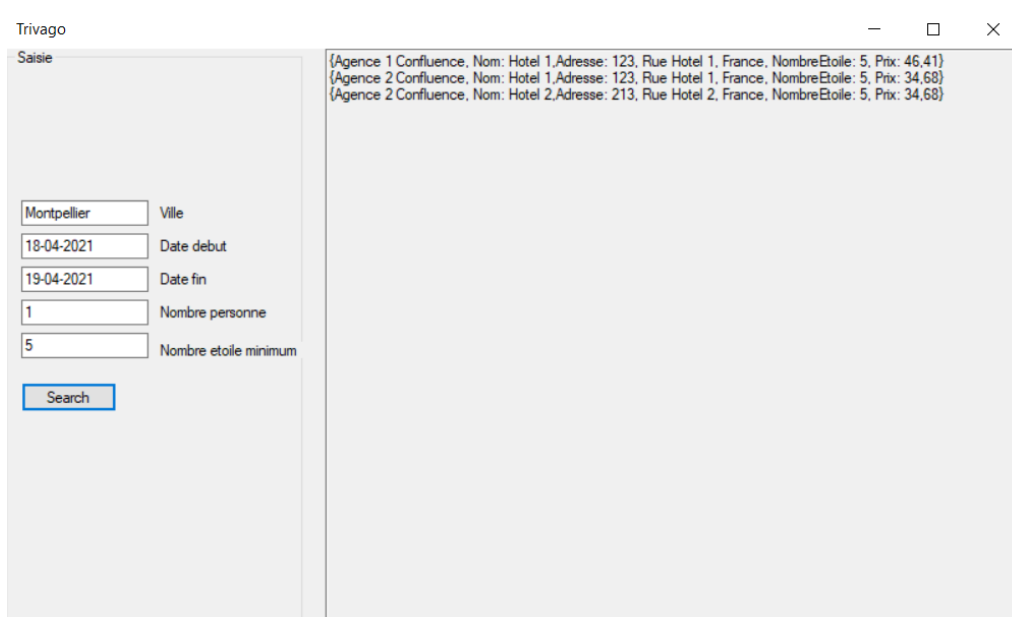 Trivago
Saisie
Montpellier Ville
18-04-2021 Date debut
19-04-2021 Date fin
1 Nombre personne
5 Nombre etoile minimum
Search
{Agence 1 Confluence, Nom: Hotel 1,Adresse: 123, Rue Hotel 1, France, NombreEtoile: 5, Prix: 46,41}
{Agence 2 Confluence, Nom: Hotel 1,Adresse: 123, Rue Hotel 1, France, NombreEtoile: 5, Prix: 34,68}
{Agence 2 Confluence, Nom: Hotel 2,Adresse: 213, Rue Hotel 2, France, NombreEtoile: 5, Prix: 34,68}